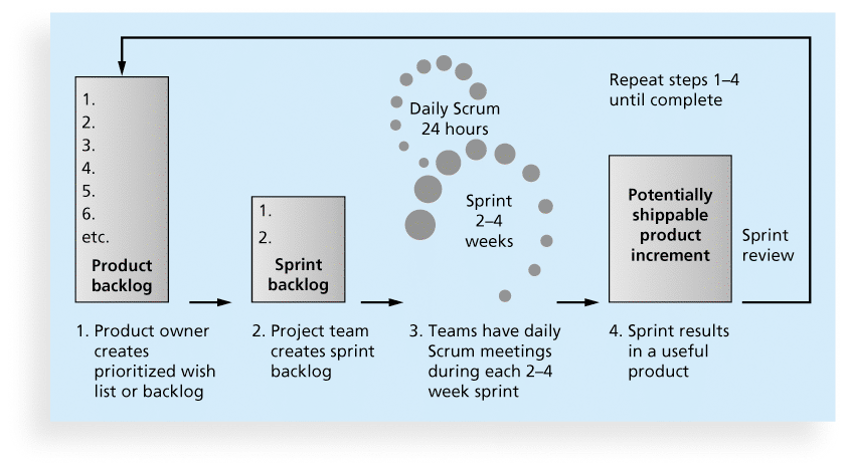 1.
2.
3.
4.
5.
6.
etc.
Product
backlog
1.
2.
Sprint
backlog
Daily Scrum
24 hours
Sprint
2–4
weeks
Repeat steps 1–4
until complete
Potentially
shippable
product
increment
Sprint
review
1. Product owner
creates
prioritized wish
list or backlog
2. Project team
creates sprint
backlog
3. Teams have daily
Scrum meetings
during each 2–4
week sprint
4. Sprint results
in a useful
product